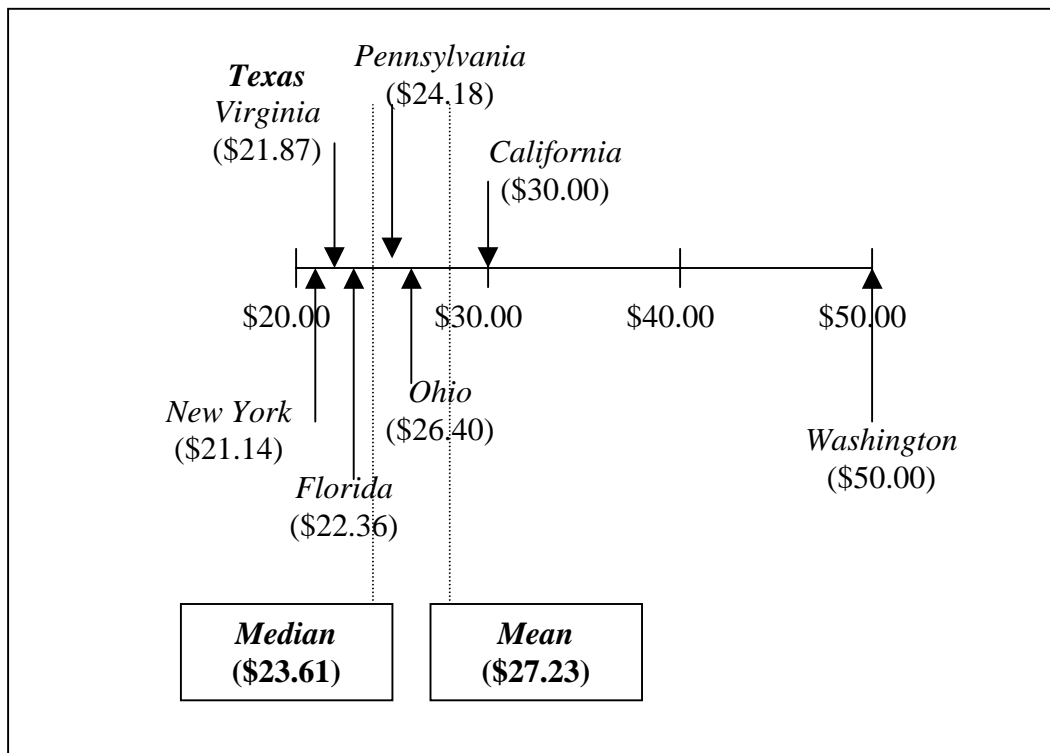 Texas
Virginia
($21.87)
Pennsylvania
($24.18)
California
($30.00)
$20.00
$30.00
$40.00
$50.00
New York
($21.14)
Florida
($22.36)
Ohio
($26.40)
Washington
($50.00)
Median
($23.61)
Mean
($27.23)